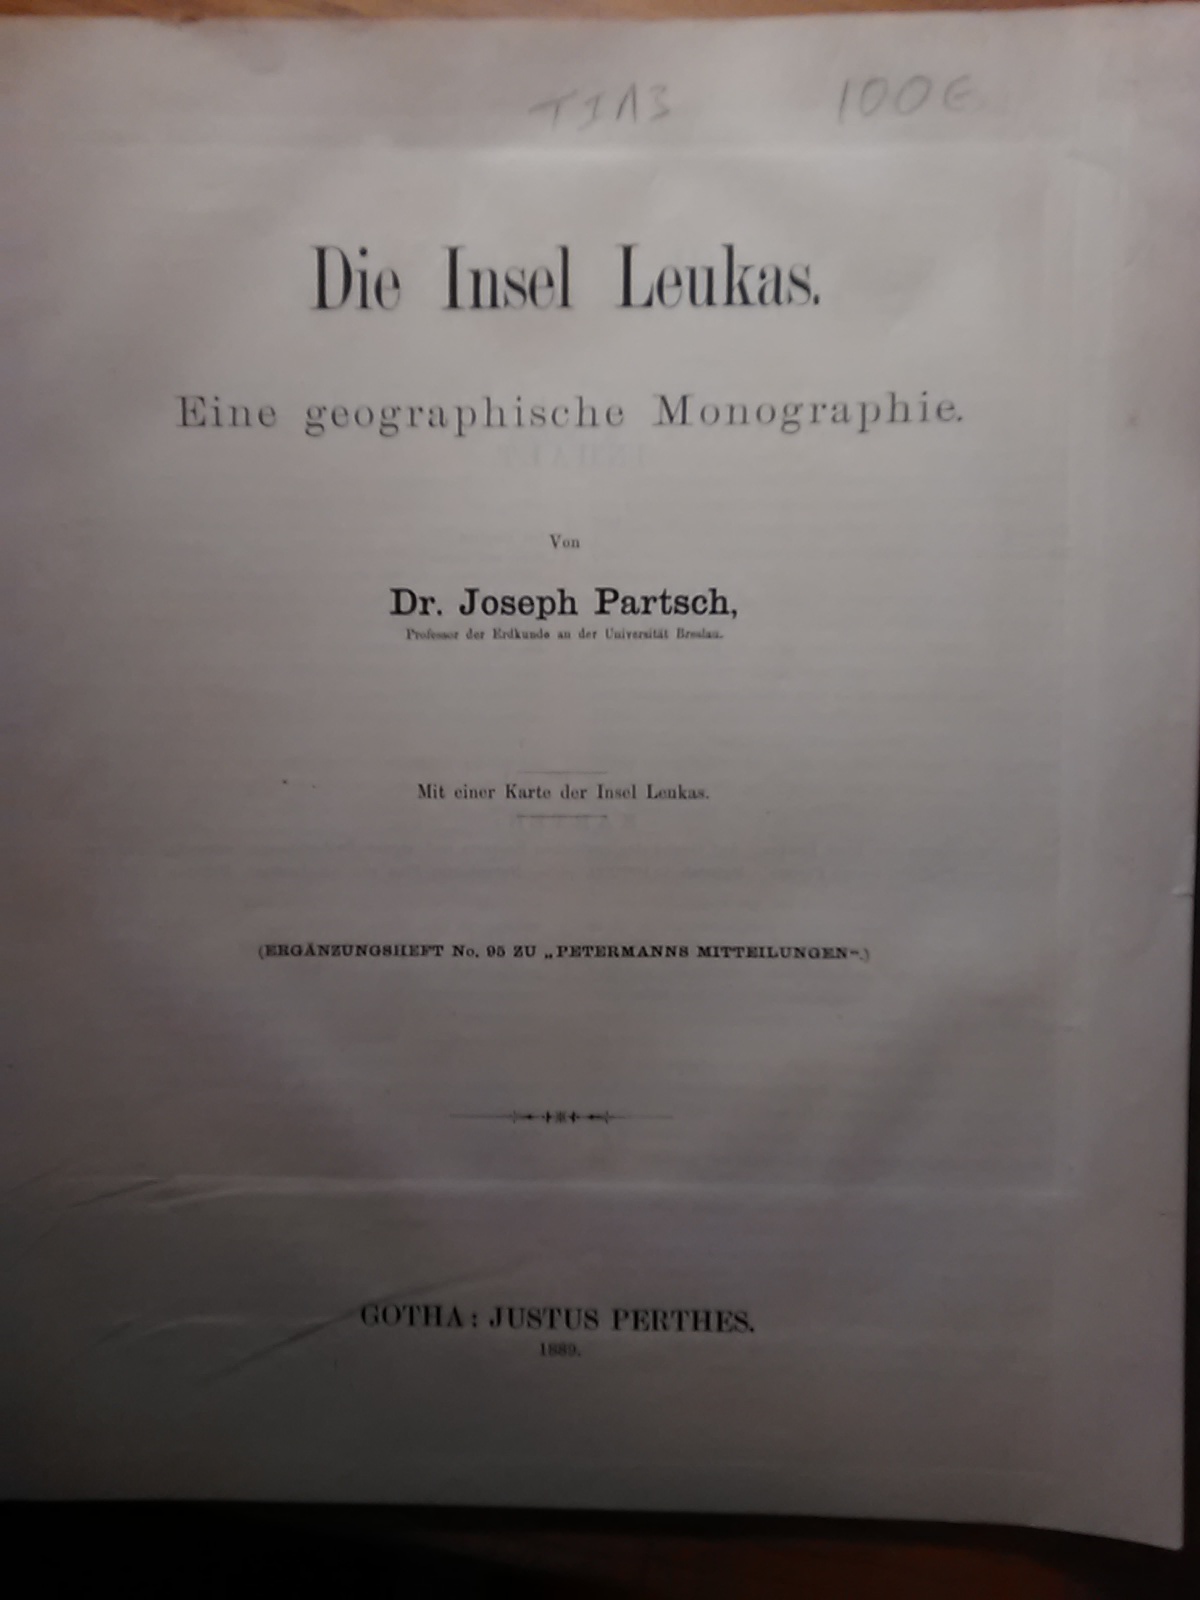 100€
Die Insel Leukas.
Eine geographische Monographie.
Von
Dr. Joseph Partsch,
Professor der Erdkunde an der Universität Breslau.
Mit einer Karte der Insel Leukas.
(ERGÄNZUNGSHEFT No. 95 ZU „PETERMANNS MITTEILUNGEN“.)
GOTHA: JUSTUS PERTHES.
1889.